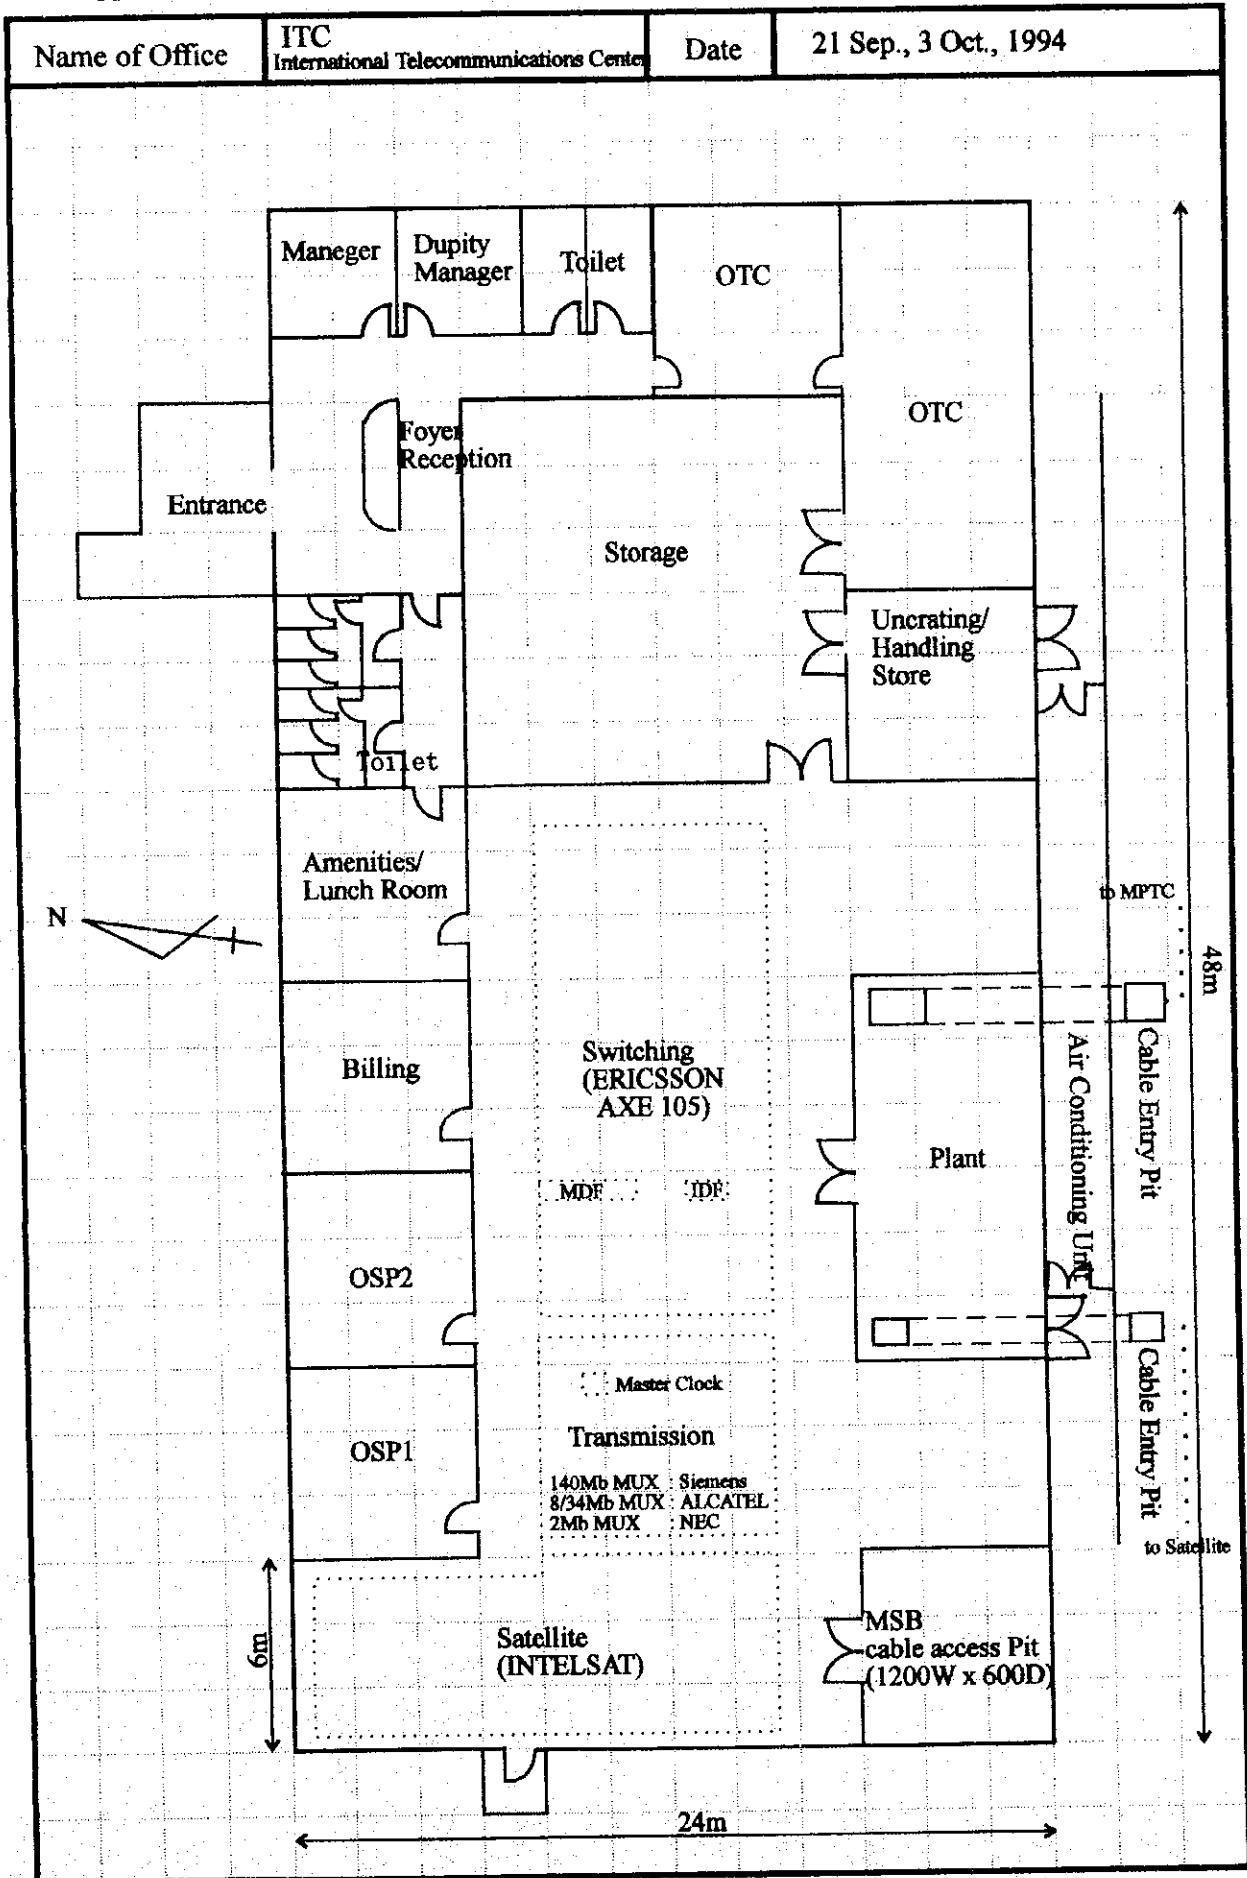 Name of Office
ITC
International Telecommunications Center
Date
21 Sep., 3 Oct., 1994
Maneger
Dupity
Manager
Toilet
OTC
OTC
Foyer
Reception
Entrance
Storage
Uncrating/
Handling
Store
Toilet
Amenities/
Lunch Room
N
to MPTC
48m
Billing
Switching
(ERICSSON
AXE 105)
Plant
Air Conditioning Unit
Cable Entry Pit
MDF
IDF
OSP2
Master Clock
Transmission
140Mb MUX : Siemens
8/34Mb MUX : ALCATEL
2Mb MUX : NEC
OSP1
Cable Entry Pit
to Satellite
6m
Satellite
(INTELSAT)
MSB
cable access Pit
(1200W x 600D)
24m